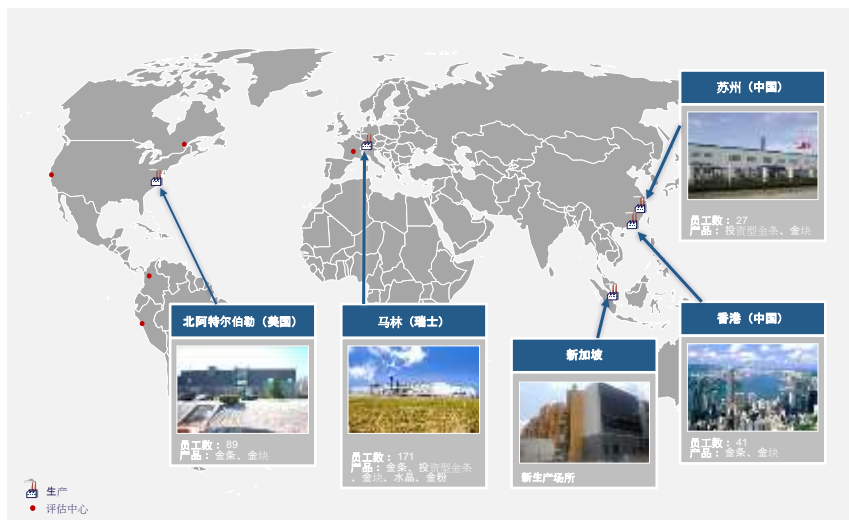 苏州（中国）
员工数： 27
产品： 投资型金条、金块
北阿特尔伯勒（美国）
员工数： 89
产品： 金条、金块
马林（瑞士）
员工数： 171
产品： 金条、投资型金条
、金块、水晶、金粉
新加坡
新生产场所
香港（中国）
员工数： 41
产品： 金条、金块
生产
评估中心